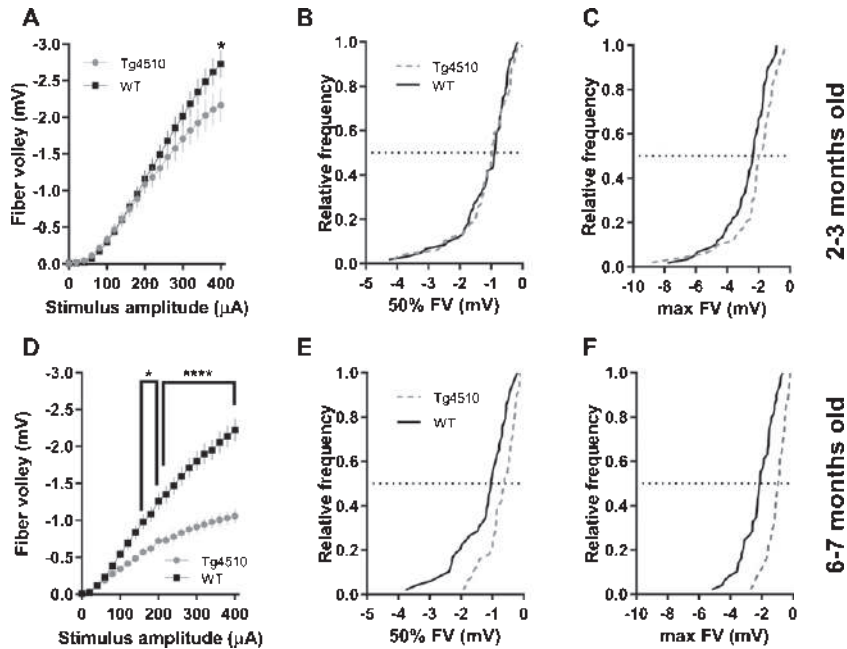 A
Fiber volley (mV)
-3.0
-2.5
-2.0
-1.5
-1.0
-0.5
0.0
Tg4510
WT
*
0 100 200 300 400
Stimulus amplitude (μA)
B
Relative frequency
1.0
0.8
0.6
0.4
0.2
0.0
Tg4510
WT
-5 -4 -3 -2 -1 0
50% FV (mV)
C
Relative frequency
1.0
0.8
0.6
0.4
0.2
0.0
-10 -8 -6 -4 -2 0
max FV (mV)
2-3 months old
D
Fiber volley (mV)
-3.0
-2.5
-2.0
-1.5
-1.0
-0.5
0.0
* ****
Tg4510
WT
0 100 200 300 400
Stimulus amplitude (μA)
E
Relative frequency
1.0
0.8
0.6
0.4
0.2
0.0
Tg4510
WT
-5 -4 -3 -2 -1 0
50% FV (mV)
F
Relative frequency
1.0
0.8
0.6
0.4
0.2
0.0
-10 -8 -6 -4 -2 0
max FV (mV)
6-7 months old